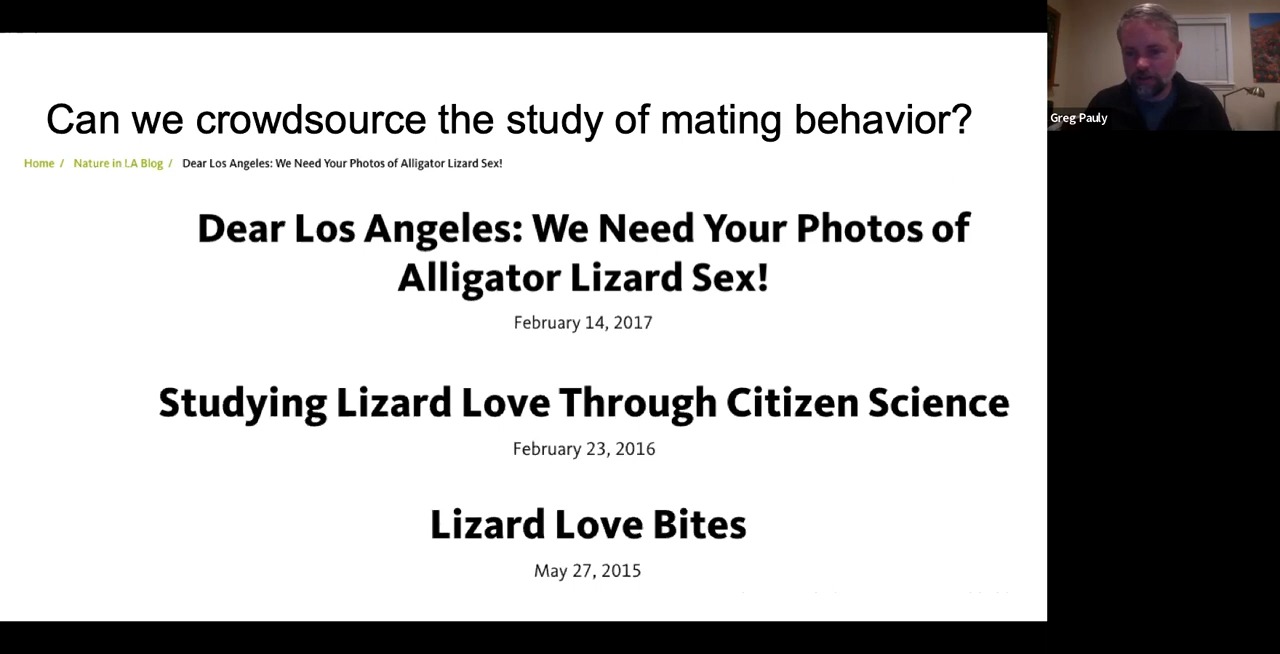 Can we crowdsource the study of mating behavior?
Home / Nature in LA Blog / Dear Los Angeles: We Need Your Photos of Alligator Lizard Sex!
Dear Los Angeles: We Need Your Photos of
Alligator Lizard Sex!
February 14, 2017
Studying Lizard Love Through Citizen Science
February 23, 2016
Lizard Love Bites
May 27, 2015
Greg Pauly